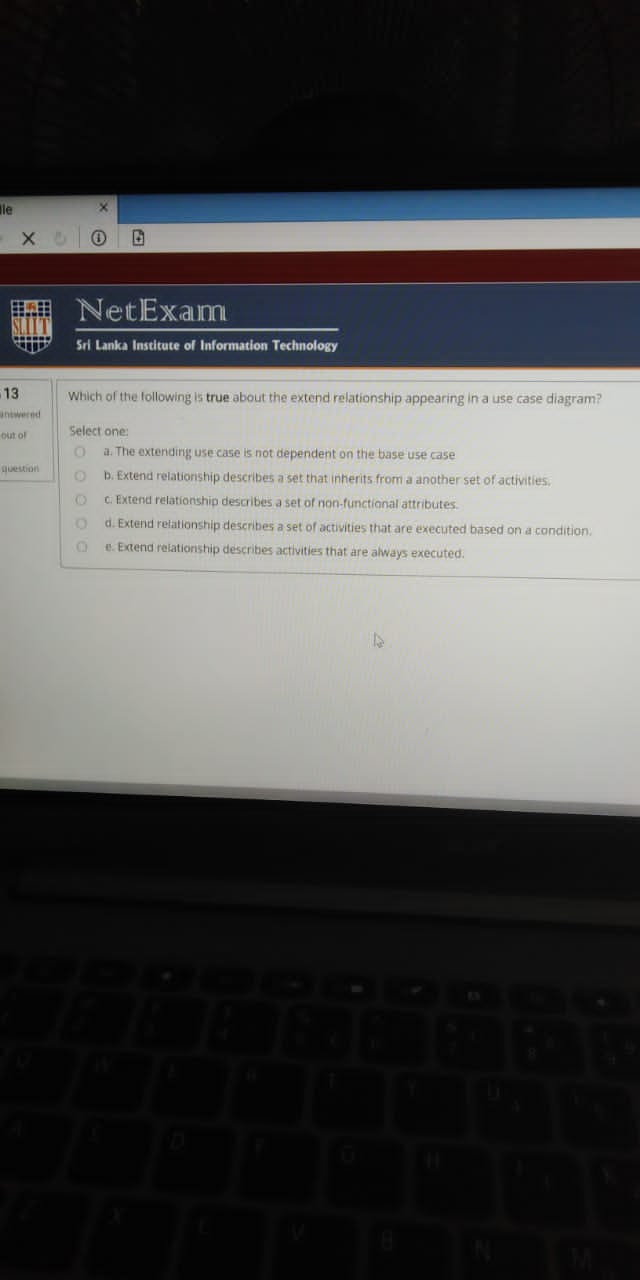 lle
SLIIT
NetExam
Sri Lanka Institute of Information Technology
13
answered
out of
question
Which of the following is true about the extend relationship appearing in a use case diagram?
Select one:
a. The extending use case is not dependent on the base use case
b. Extend relationship describes a set that inherits from a another set of activities.
c. Extend relationship describes a set of non-functional attributes.
d. Extend relationship describes a set of activities that are executed based on a condition.
e. Extend relationship describes activities that are always executed.